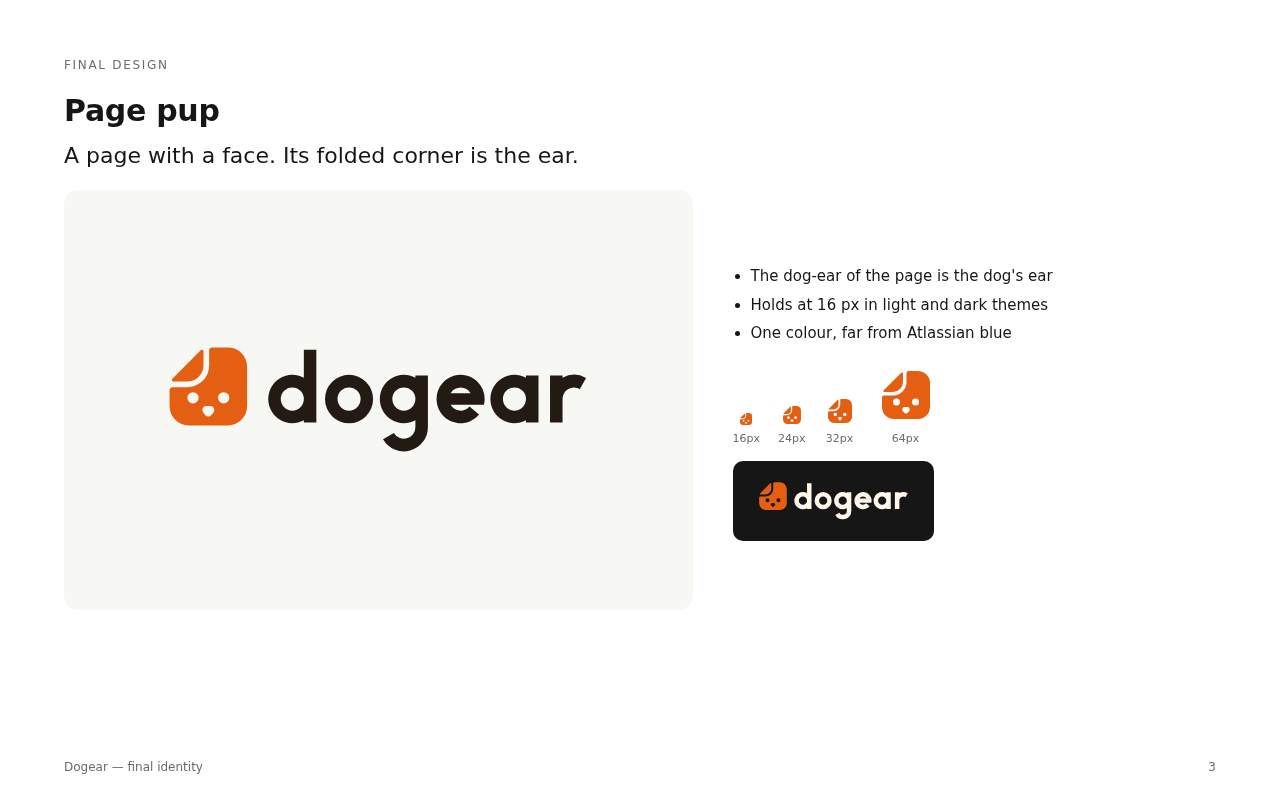 FINAL DESIGN
Page pup
A page with a face. Its folded corner is the ear.
dogear
• The dog-ear of the page is the dog's ear
• Holds at 16 px in light and dark themes
• One colour, far from Atlassian blue
16px 24px 32px 64px
dogear
Dogear — final identity 3